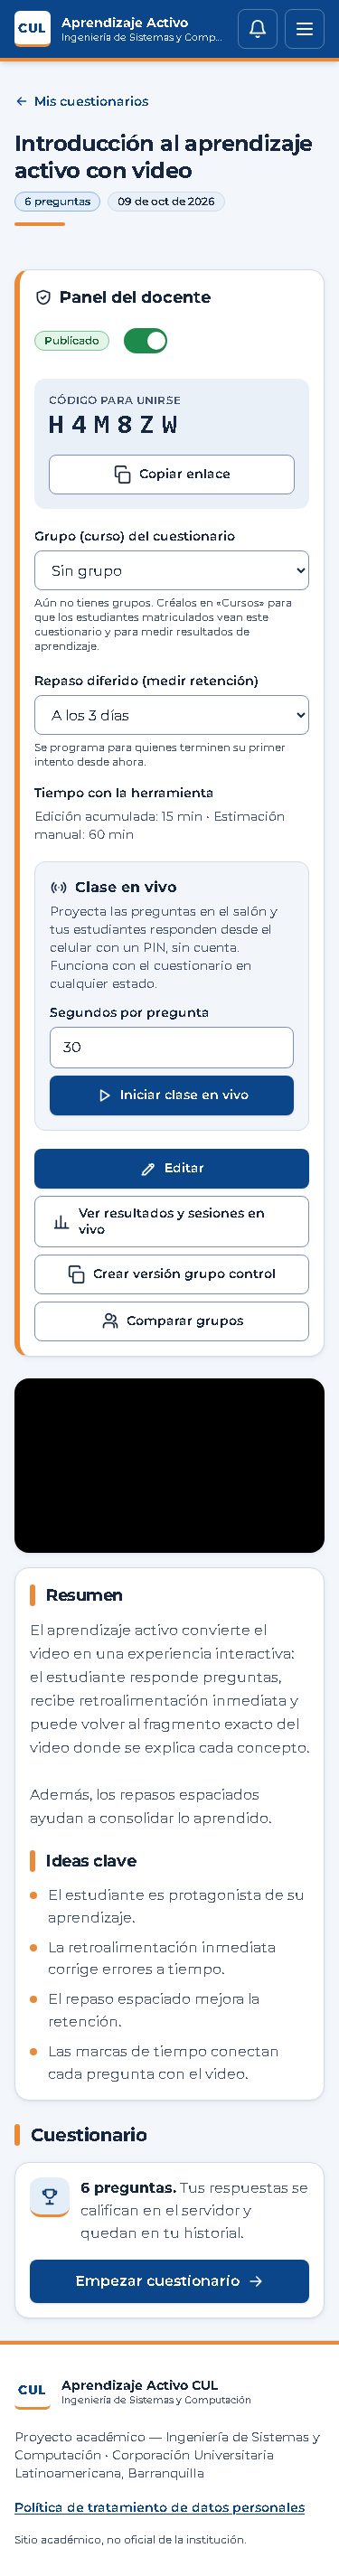 CUL
Aprendizaje Activo
Ingeniería de Sistemas y Comp...
← Mis cuestionarios
Introducción al aprendizaje
activo con video
6 preguntas
09 de oct de 2026
Panel del docente
Publicado
CÓDIGO PARA UNIRSE
H4M8ZW
Copiar enlace
Grupo (curso) del cuestionario
Sin grupo
Aún no tienes grupos. Créalos en «Cursos» para
que los estudiantes matriculados vean este
cuestionario y para medir resultados de
aprendizaje.
Repaso diferido (medir retención)
A los 3 días
Se programa para quienes terminen su primer
intento desde ahora.
Tiempo con la herramienta
Edición acumulada: 15 min · Estimación
manual: 60 min
Clase en vivo
Proyecta las preguntas en el salón y
tus estudiantes responden desde el
celular con un PIN, sin cuenta.
Funciona con el cuestionario en
cualquier estado.
Segundos por pregunta
30
Iniciar clase en vivo
Editar
Ver resultados y sesiones en
vivo
Crear versión grupo control
Comparar grupos
Resumen
El aprendizaje activo convierte el
video en una experiencia interactiva:
el estudiante responde preguntas,
recibe retroalimentación inmediata y
puede volver al fragmento exacto del
video donde se explica cada concepto.
Además, los repasos espaciados
ayudan a consolidar lo aprendido.
Ideas clave
El estudiante es protagonista de su
aprendizaje.
La retroalimentación inmediata
corrige errores a tiempo.
El repaso espaciado mejora la
retención.
Las marcas de tiempo conectan
cada pregunta con el video.
Cuestionario
6 preguntas. Tus respuestas se
califican en el servidor y
quedan en tu historial.
Empezar cuestionario →
CUL
Aprendizaje Activo CUL
Ingeniería de Sistemas y Computación
Proyecto académico — Ingeniería de Sistemas y
Computación · Corporación Universitaria
Latinoamericana, Barranquilla
Política de tratamiento de datos personales
Sitio académico, no oficial de la institución.